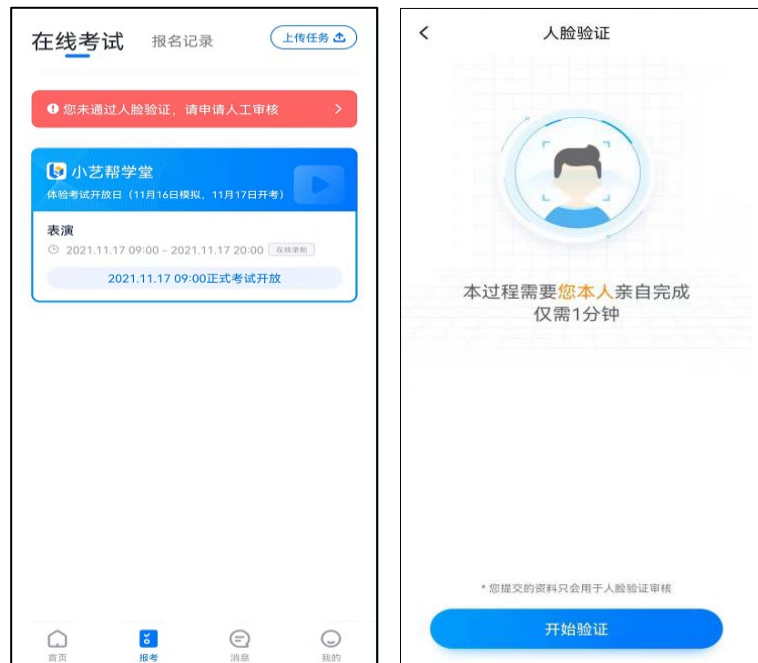 在线考试 报名记录 上传任务
您未通过人脸验证，请申请人工审核
小艺帮学堂
体验考试开放日（11月16日模拟，11月17日开考）
表演
2021.11.17 09:00 - 2021.11.17 20:00 在线录制
2021.11.17 09:00正式考试开放
首页 报考 消息 我的
人脸验证
本过程需要您本人亲自完成
仅需1分钟
* 您提交的资料只会用于人脸验证审核
开始验证